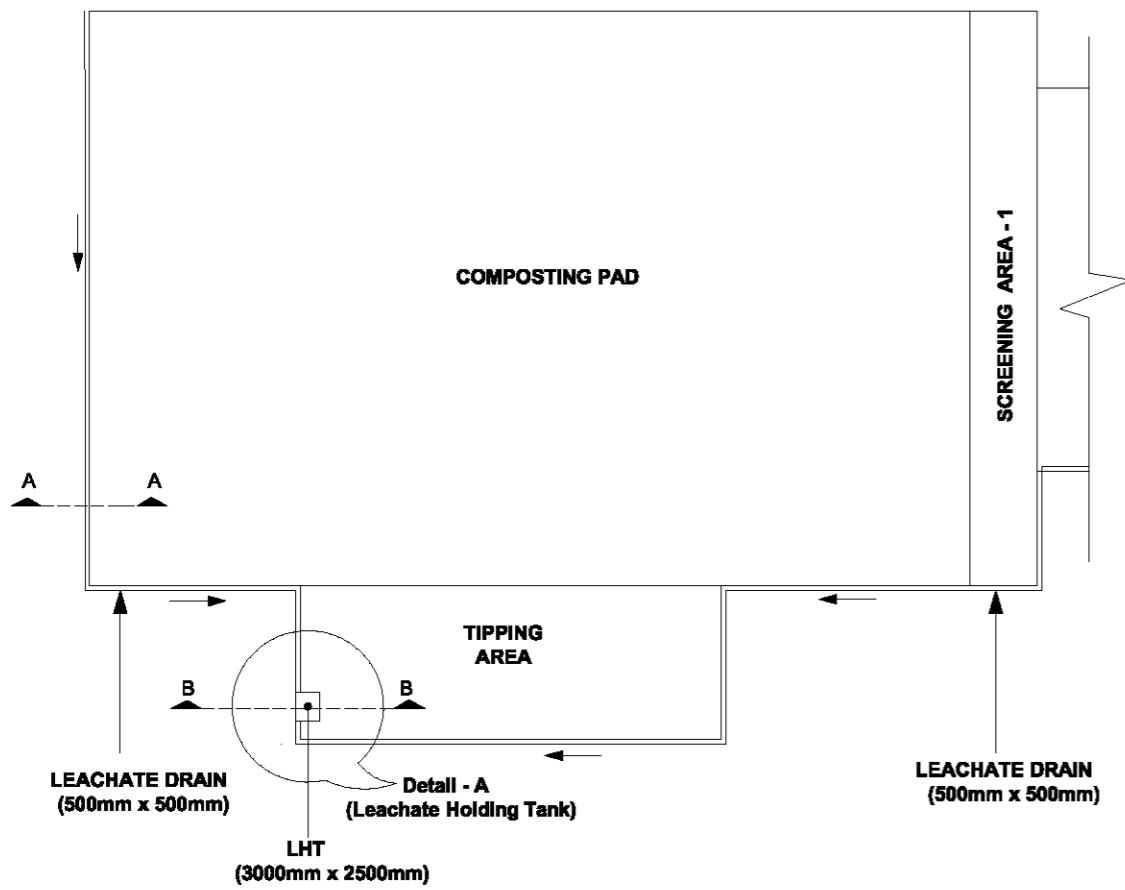 COMPOSTING PAD
SCREENING AREA - 1
A
A
TIPPING
AREA
B
B
LEACHATE DRAIN
(500mm x 500mm)
Detail - A
(Leachate Holding Tank)
LEACHATE DRAIN
(500mm x 500mm)
LHT
(3000mm x 2500mm)